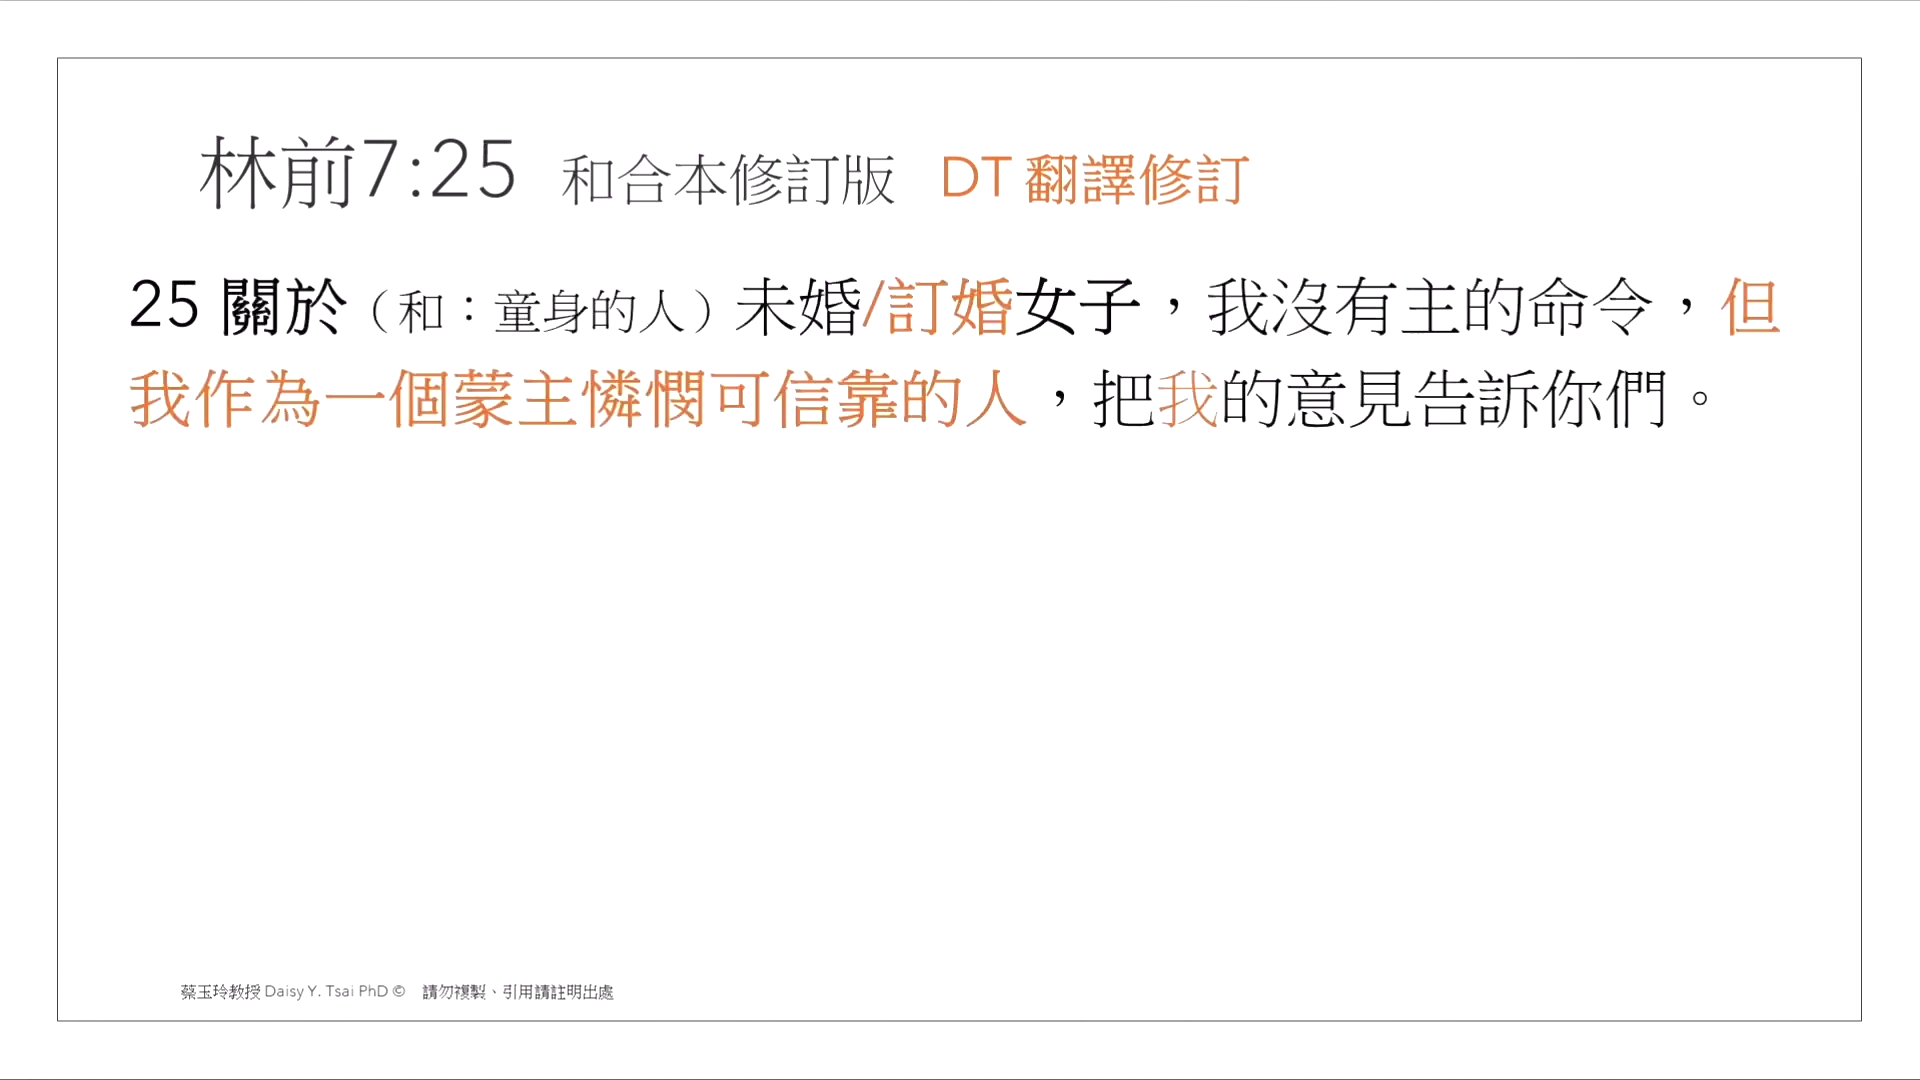 林前7:25 和合本修訂版 DT 翻譯修訂
25 關於（和：童身的人）未婚/訂婚女子，我沒有主的命令，但
我作為一個蒙主憐憫可信靠的人，把我的意見告訴你們。
蔡玉玲教授 Daisy Y. Tsai PhD © 請勿複製、引用請註明出處